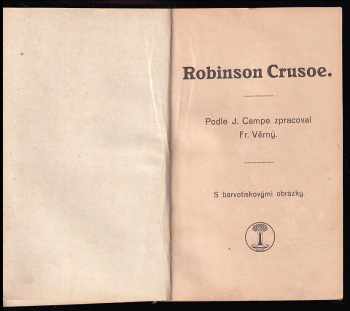 Robinson Crusoe.
Podle J. Campe zpracoval
Fr. Věrný.
S barvotiskovými obrázky.